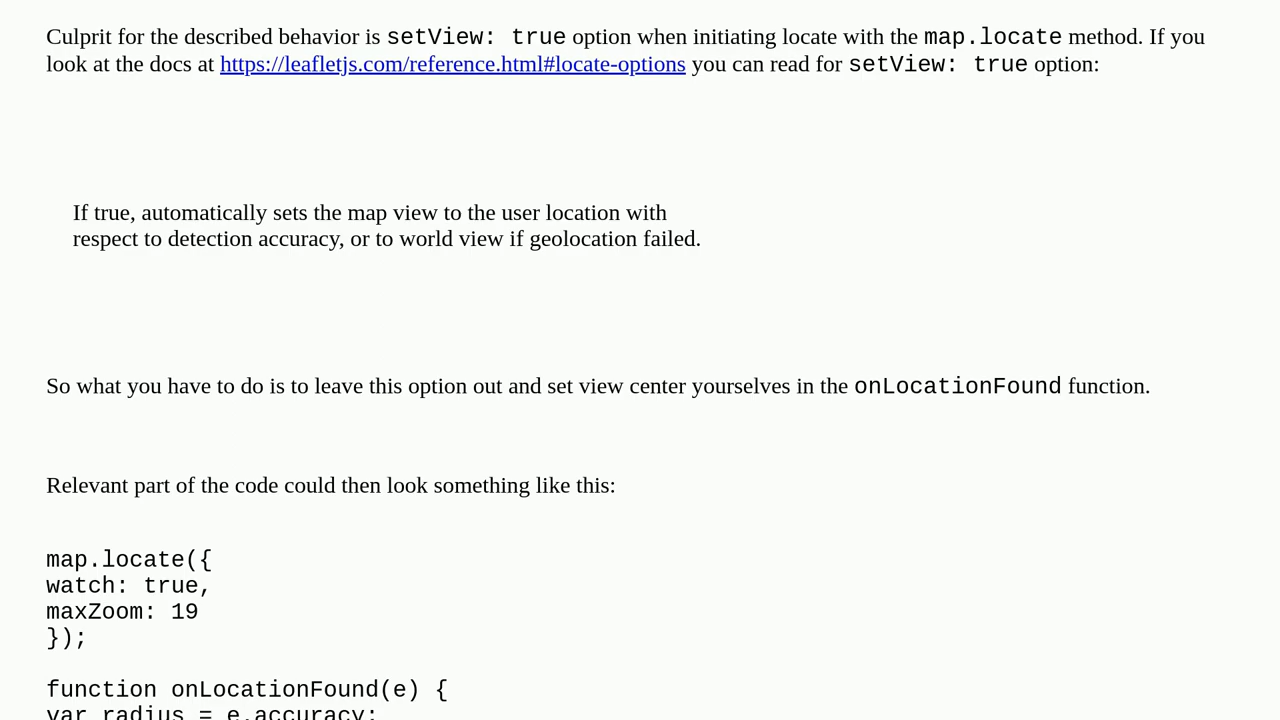 Culprit for the described behavior is setView: true option when initiating locate with the map.locate method. If you
look at the docs at https://leafletjs.com/reference.html#locate-options you can read for setView: true option:
If true, automatically sets the map view to the user location with
respect to detection accuracy, or to world view if geolocation failed.
So what you have to do is to leave this option out and set view center yourselves in the onLocationFound function.
Relevant part of the code could then look something like this:
map.locate({
watch: true,
maxZoom: 19
});
function onLocationFound(e) {
var radius = e.accuracy;